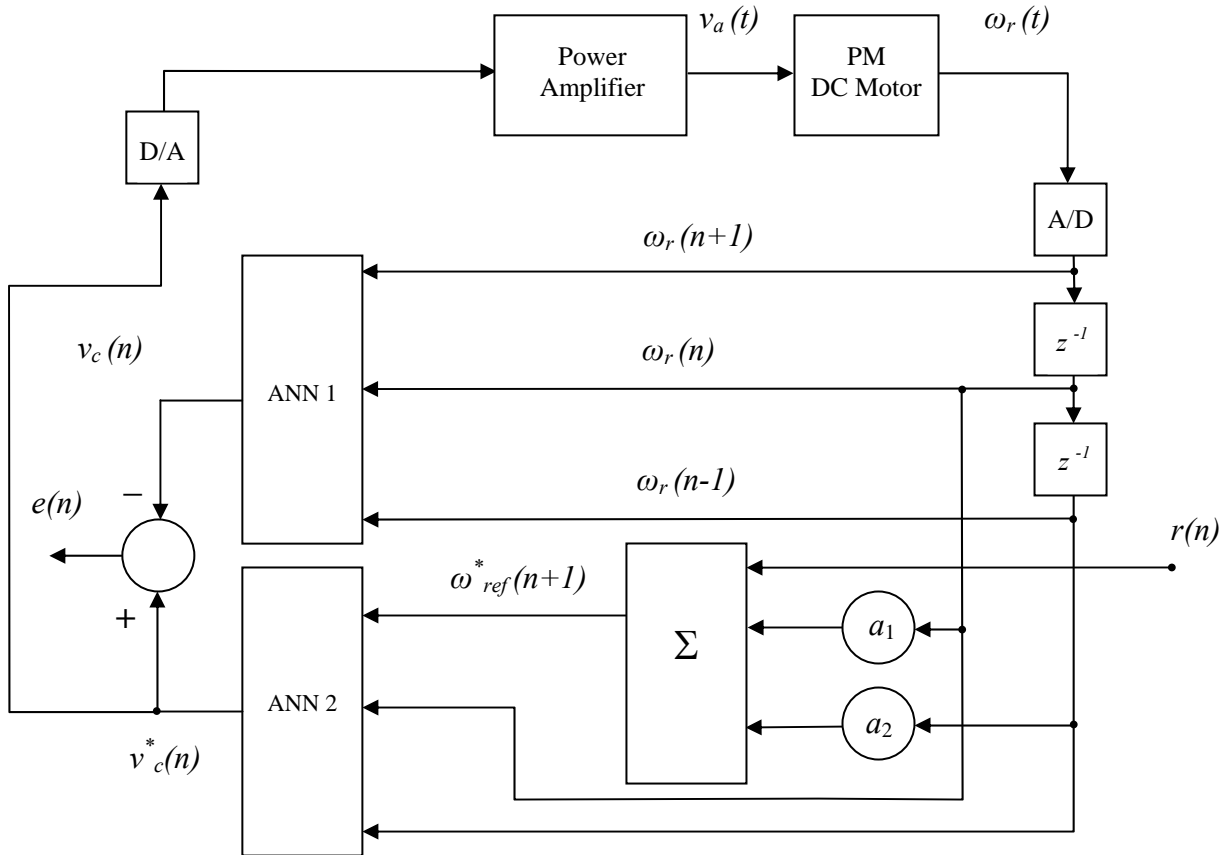 v_a (t)
ω_r (t)
Power
Amplifier
PM
DC Motor
D/A
A/D
ω_r (n+1)
z^-1
v_c (n)
ω_r (n)
ANN 1
z^-1
ω_r (n-1)
−
e(n)
r(n)
ω^*_ref (n+1)
+
a_1
Σ
ANN 2
a_2
v^*_c(n)